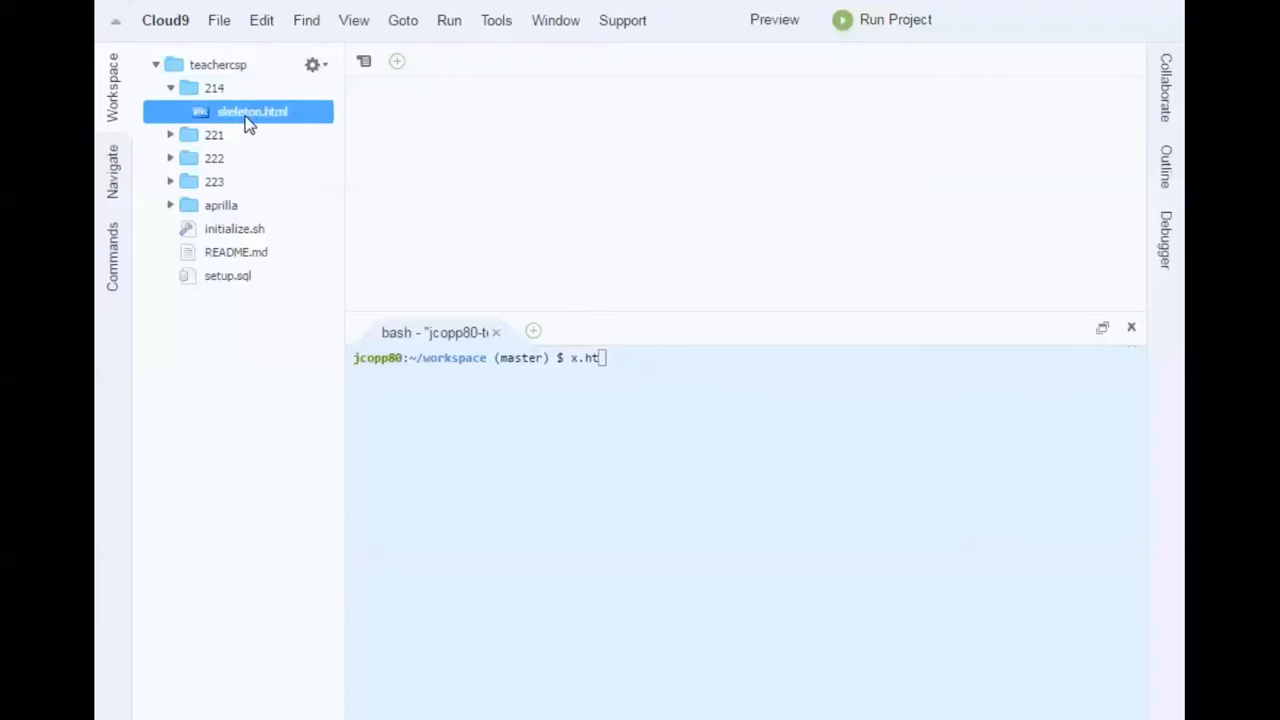 Cloud9 File Edit Find View Goto Run Tools Window Support Preview Run Project
Workspace
Navigate
Commands
teachercsp
214
skeleton.html
221
222
223
aprilla
initialize.sh
README.md
setup.sql
bash - "jcopp80-te
jcopp80:~/workspace (master) $ x.ht
Collaborate
Outline
Debugger